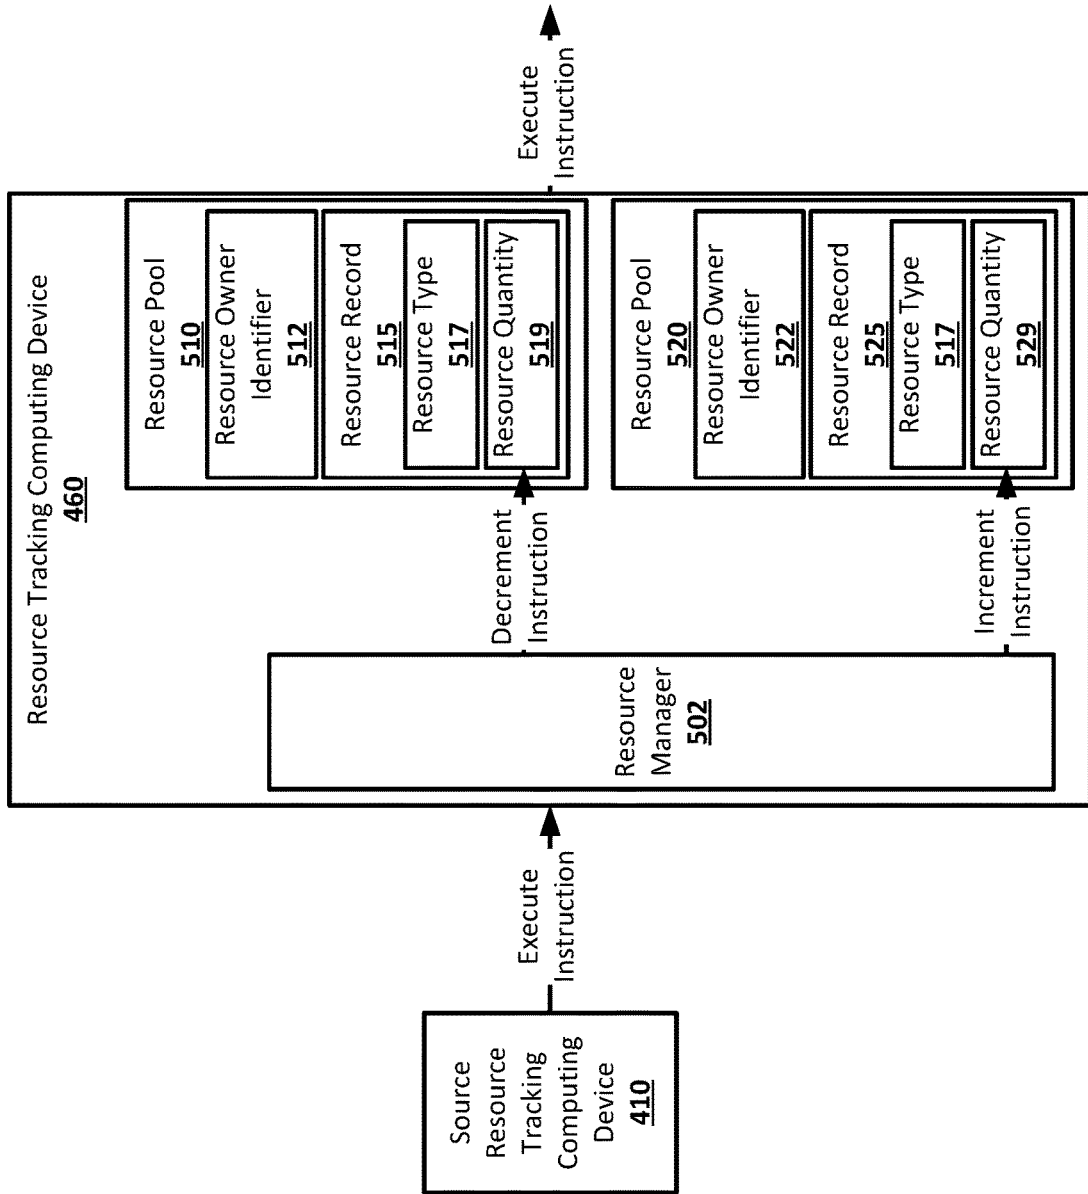 Resource Tracking Computing Device
460
Source
Resource
Tracking
Computing
Device
410
Execute
Instruction
Resource
Manager
502
Decrement
Instruction
Increment
Instruction
Resource Pool
510
Resource Owner
Identifier
512
Resource Record
515
Resource Type
517
Resource Quantity
519
Resource Pool
520
Resource Owner
Identifier
522
Resource Record
525
Resource Type
517
Resource Quantity
529
Execute
Instruction